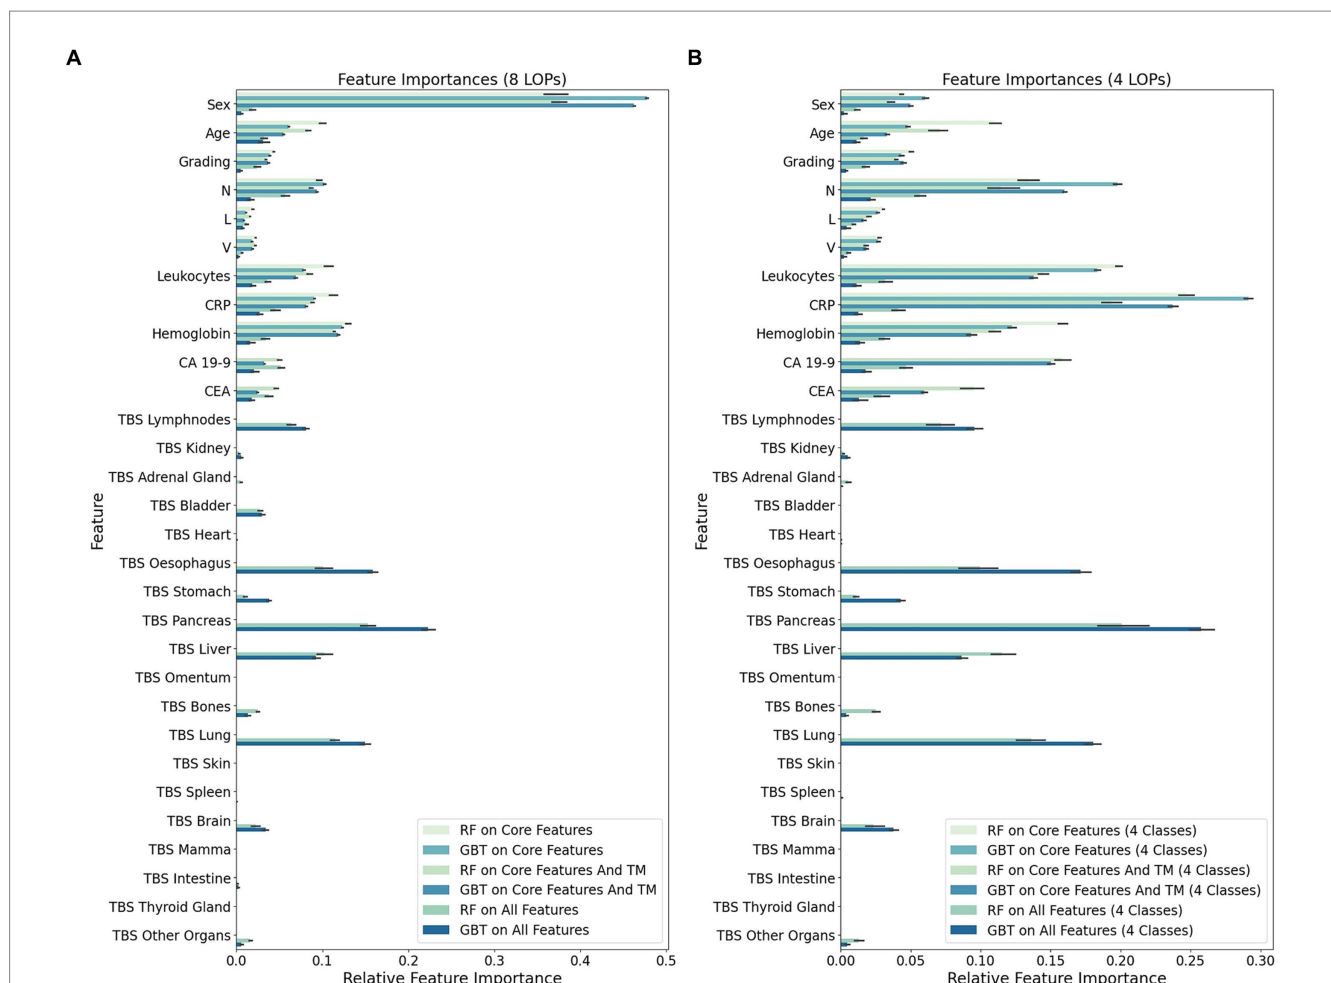 A
Feature Importances (8 LOPs)
Feature
Sex
Age
Grading
N
L
V
Leukocytes
CRP
Hemoglobin
CA 19-9
CEA
TBS Lymphnodes
TBS Kidney
TBS Adrenal Gland
TBS Bladder
TBS Heart
TBS Oesophagus
TBS Stomach
TBS Pancreas
TBS Liver
TBS Omentum
TBS Bones
TBS Lung
TBS Skin
TBS Spleen
TBS Brain
TBS Mamma
TBS Intestine
TBS Thyroid Gland
TBS Other Organs
RF on Core Features
GBT on Core Features
RF on Core Features And TM
GBT on Core Features And TM
RF on All Features
GBT on All Features
0.0 0.1 0.2 0.3 0.4 0.5
Relative Feature Importance
B
Feature Importances (4 LOPs)
Feature
Sex
Age
Grading
N
L
V
Leukocytes
CRP
Hemoglobin
CA 19-9
CEA
TBS Lymphnodes
TBS Kidney
TBS Adrenal Gland
TBS Bladder
TBS Heart
TBS Oesophagus
TBS Stomach
TBS Pancreas
TBS Liver
TBS Omentum
TBS Bones
TBS Lung
TBS Skin
TBS Spleen
TBS Brain
TBS Mamma
TBS Intestine
TBS Thyroid Gland
TBS Other Organs
RF on Core Features (4 Classes)
GBT on Core Features (4 Classes)
RF on Core Features And TM (4 Classes)
GBT on Core Features And TM (4 Classes)
RF on All Features (4 Classes)
GBT on All Features (4 Classes)
0.00 0.05 0.10 0.15 0.20 0.25 0.30
Relative Feature Importance